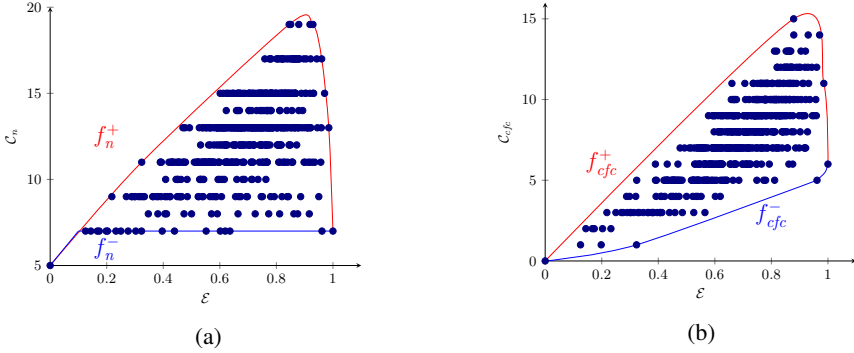 20
15
10
5
C_n
f_n^+
f_n^-
0 0.2 0.4 0.6 0.8 1
ℰ
(a)
15
10
5
0
C_cfc
f_cfc^+
f_cfc^-
0 0.2 0.4 0.6 0.8 1
ℰ
(b)